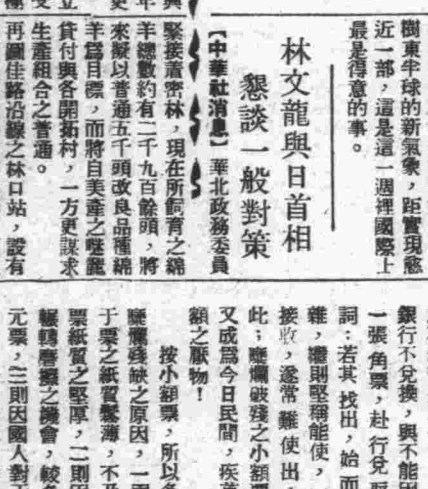 樹東半球的新氣象，距實現愈
近一部，這是這一週裡國際上
最是得意的事。
林文龍與日首相
懇談一般對策
【中華社消息】華北政務委員
緊接着密林，現在所飼育之綿
羊總數約有二千九百餘頭，將
來擬以普通五千頭改良品種綿
羊爲目標，而將自美產之
貸付與各開拓村，一方更謀求
生產組合之普通。
再圖佳路沿線之林口站，設有
銀行不兌換，與不能
一張角票，赴行兌
詞：若其找出，始而
雜，繼則堅稱能使，
接收，遂常難使出
此；爛破殘之小額票
又成爲今日民間，疾
額之厭物！
按小額票，所以
爛殘缺之原因，一
于票之紙質鬆薄，不
票紙質之堅厚，二則因
輾轉磨擦之機會，較
元票，三則因國人對